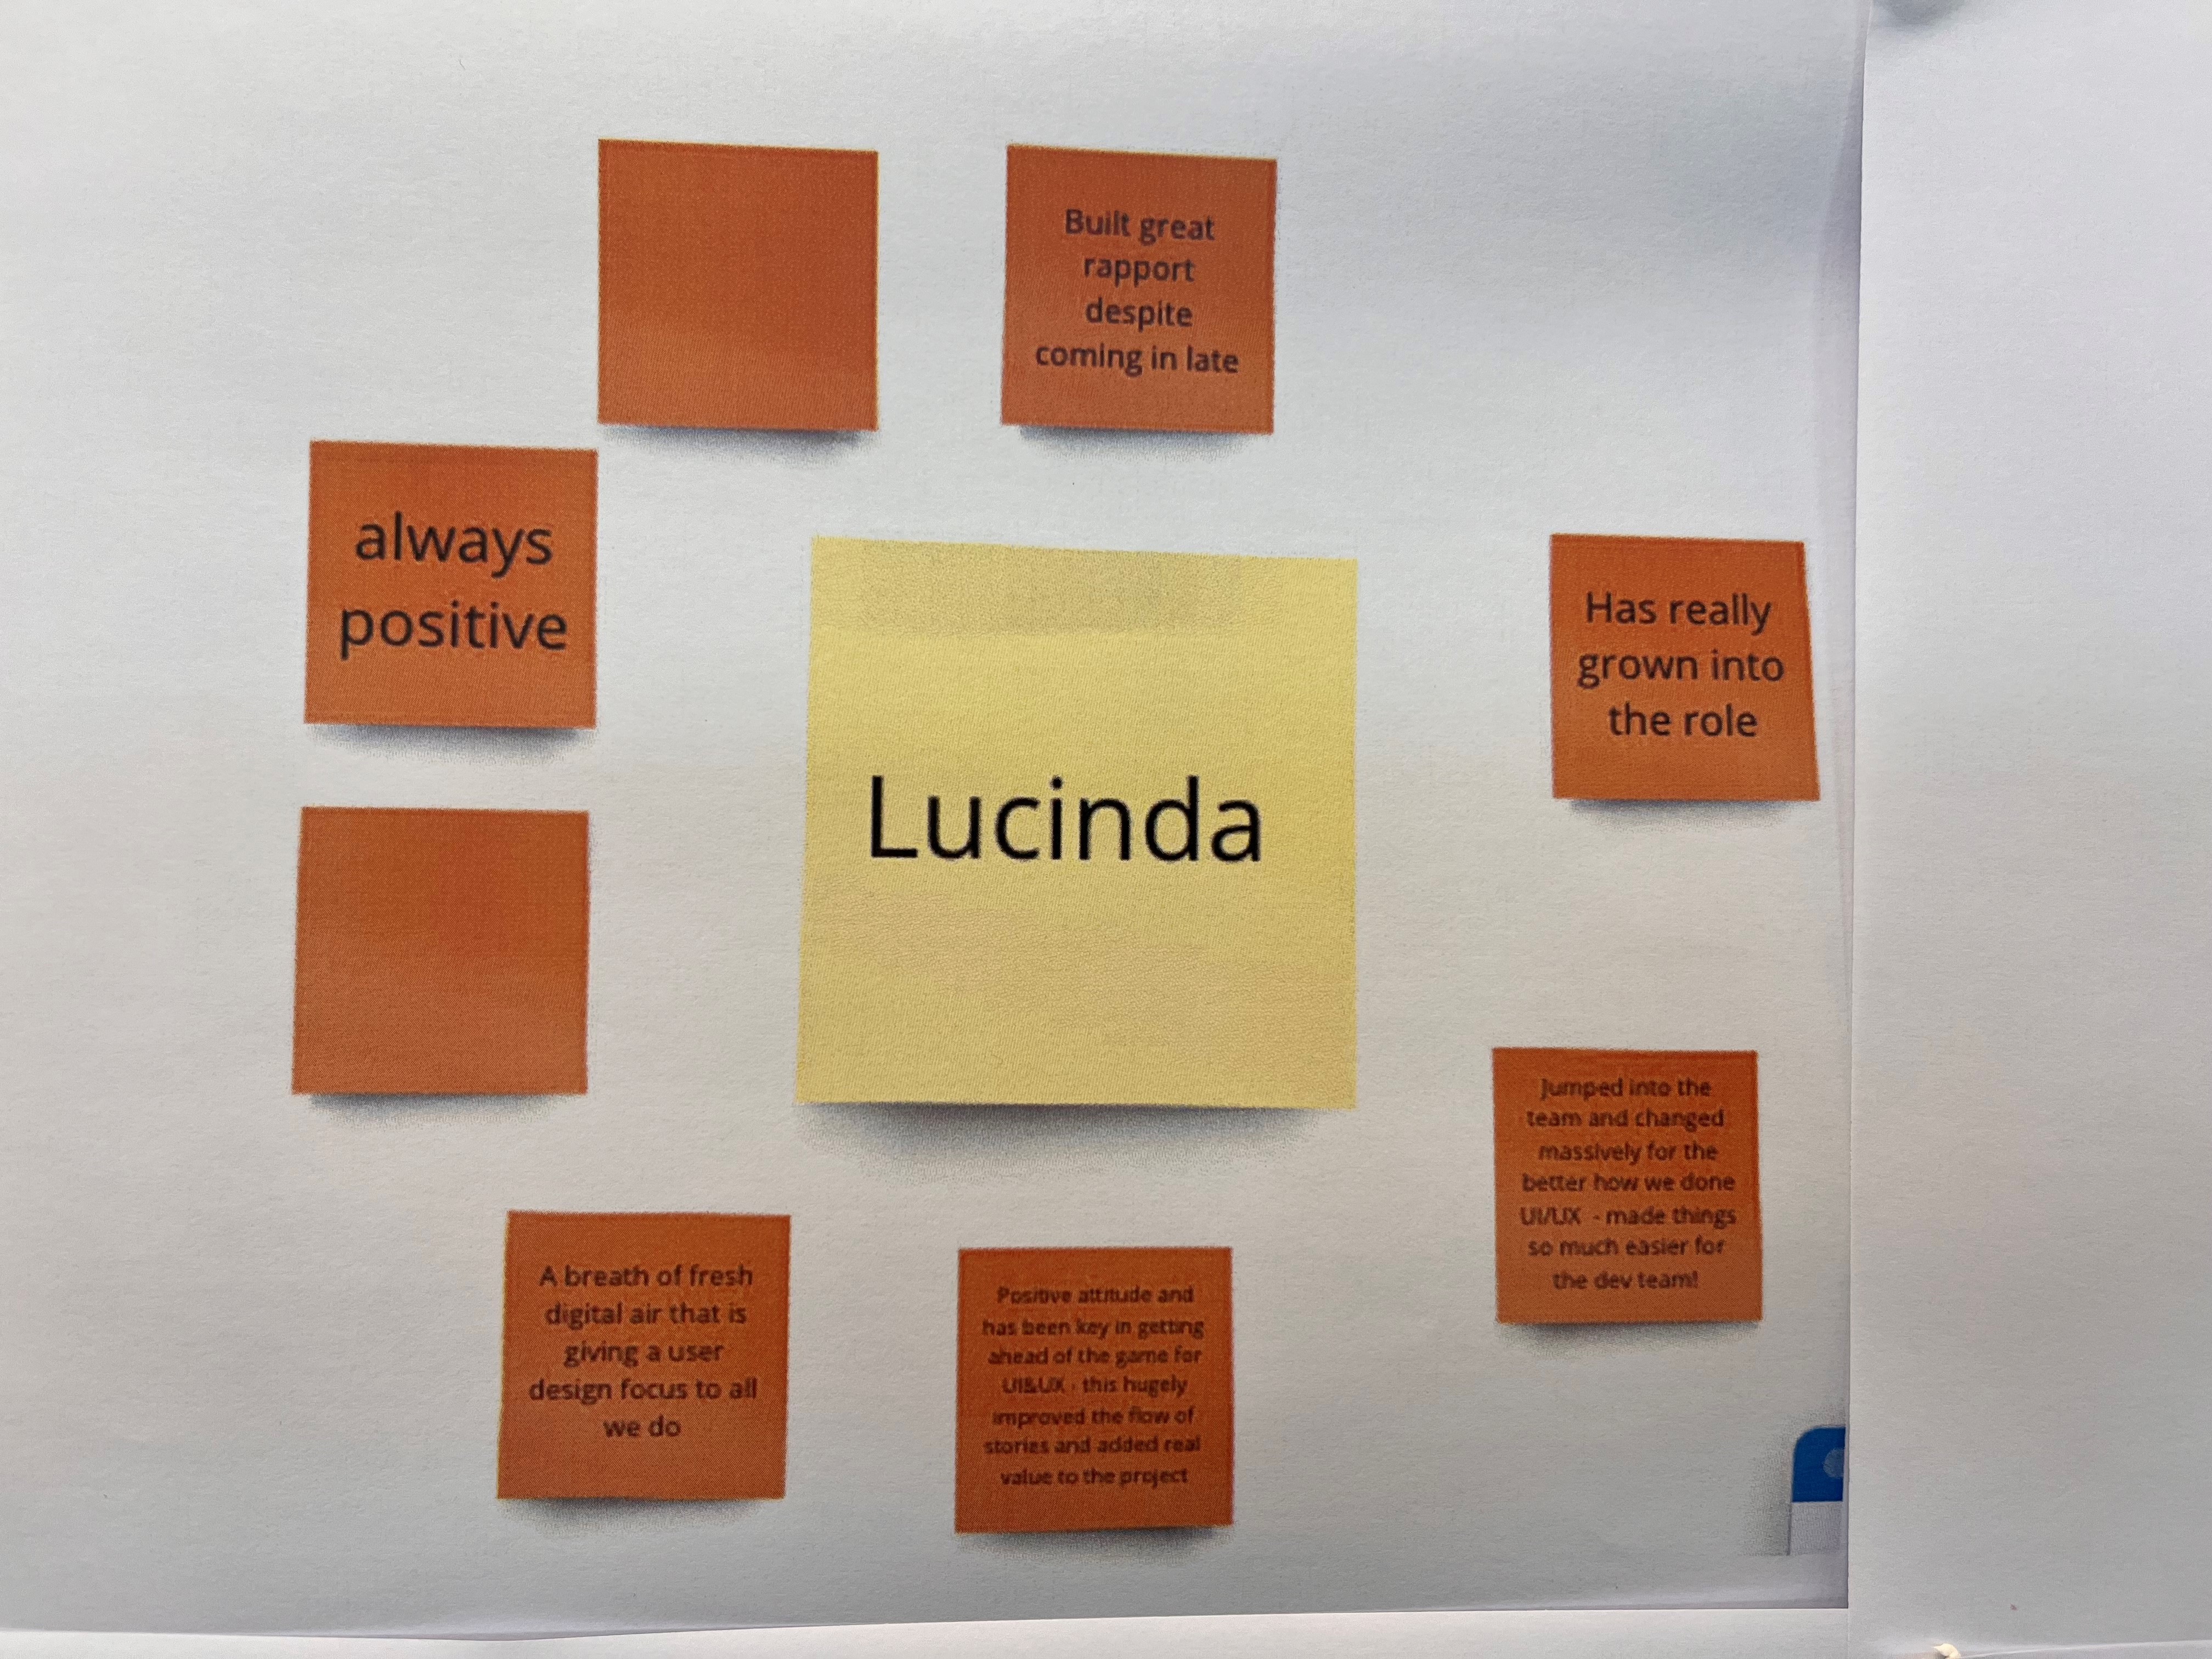 Built great
rapport
despite
coming in late
always
positive
Lucinda
Has really
grown into
the role
Jumped into the
team and changed
massively for the
better how we done
UI/UX - made things
so much easier for
the dev team!
A breath of fresh
digital air that is
giving a user
design focus to all
we do
Positive attitude and
has been key in getting
ahead of the game for
UI&UX - this hugely
improved the flow of
stories and added real
value to the project